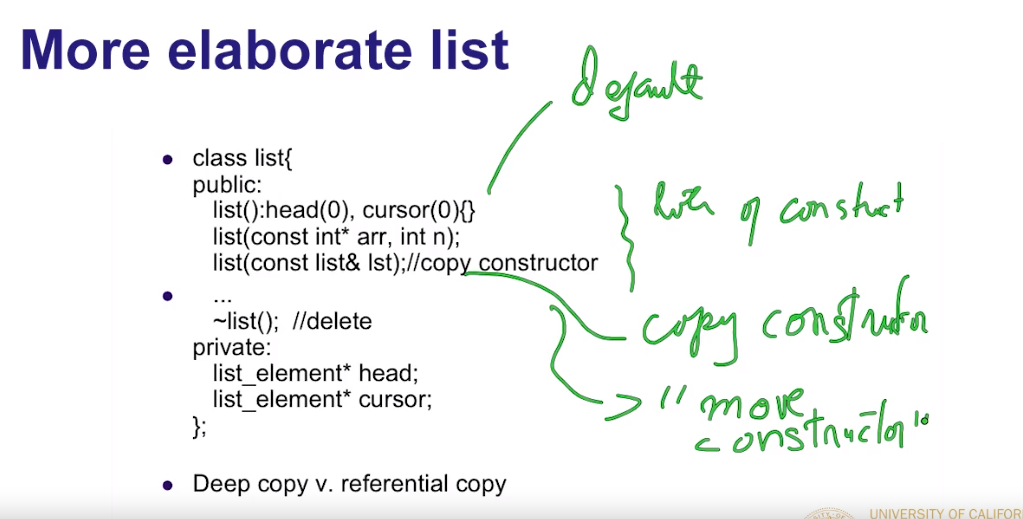 More elaborate list
default
• class list{
public:
list():head(0), cursor(0){}
list(const int* arr, int n);
list(const list& lst);//copy constructor
of construct
• ...
~list(); //delete
copy constructor
private:
list_element* head;
list_element* cursor;
};
"move
constructor"
• Deep copy v. referential copy
UNIVERSITY OF CALIFOR